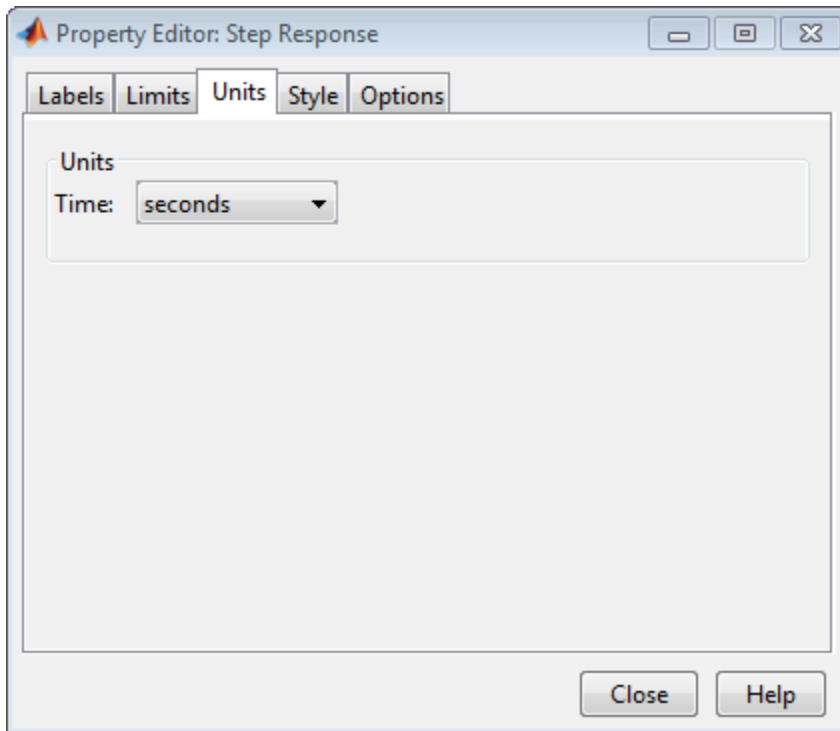 Property Editor: Step Response
Labels Limits Units Style Options
Units
Time: seconds
Close Help